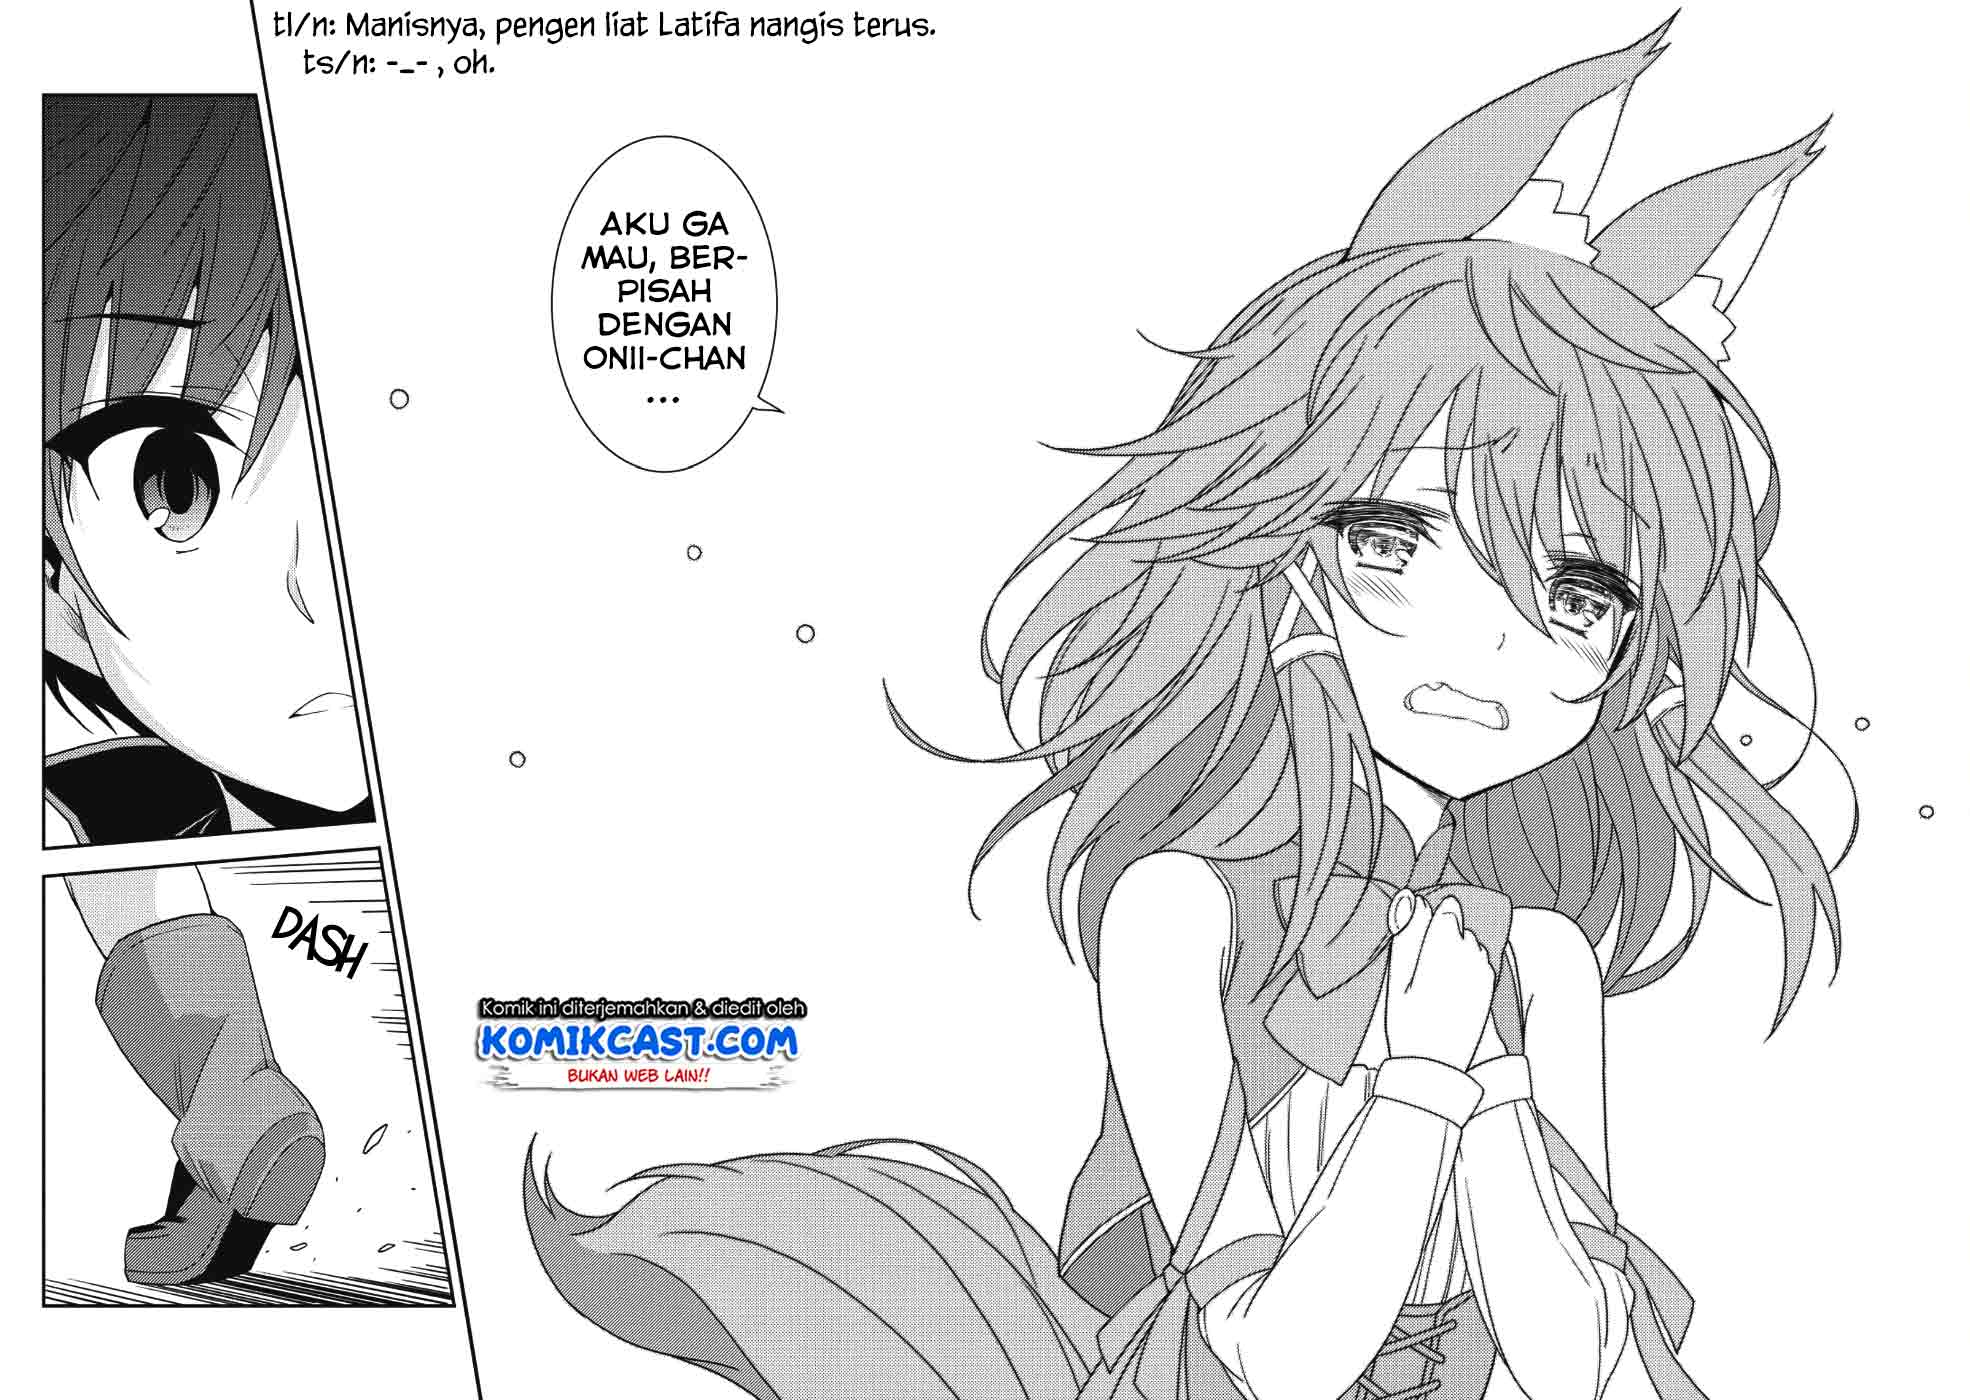 tl/n: Manisnya, pengen liat Latifa nangis terus.
ts/n: -_- , oh.
AKU GA
MAU, BER-
PISAH
DENGAN
ONII-CHAN
...
DASH
Komik ini diterjemahkan & diedit oleh
KOMIKCAST.COM
BUKAN WEB LAIN!!